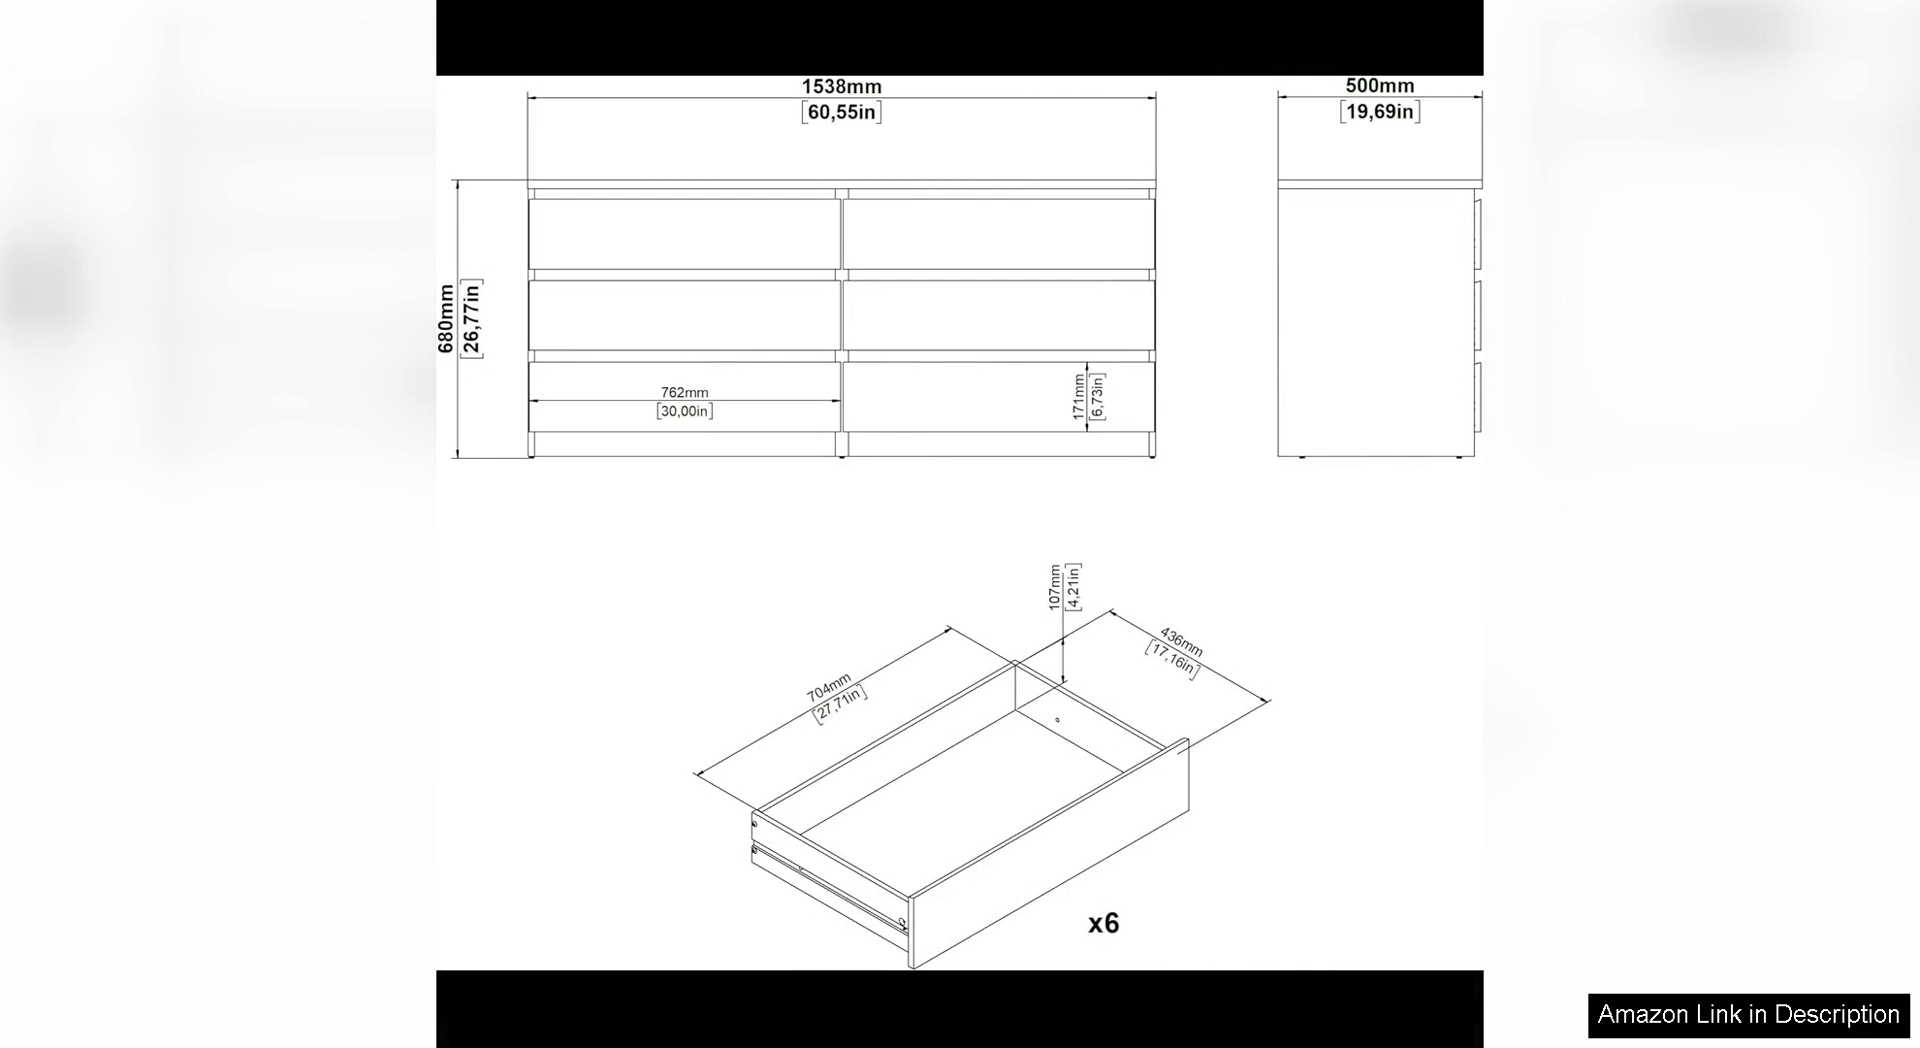 1538mm
[60,55in]
500mm
[19,69in]
680mm
[26,77in]
762mm
[30,00in]
171mm
[6,73in]
107mm
[4,21in]
436mm
[17,16in]
704mm
[27,71in]
x6
Amazon Link in Description